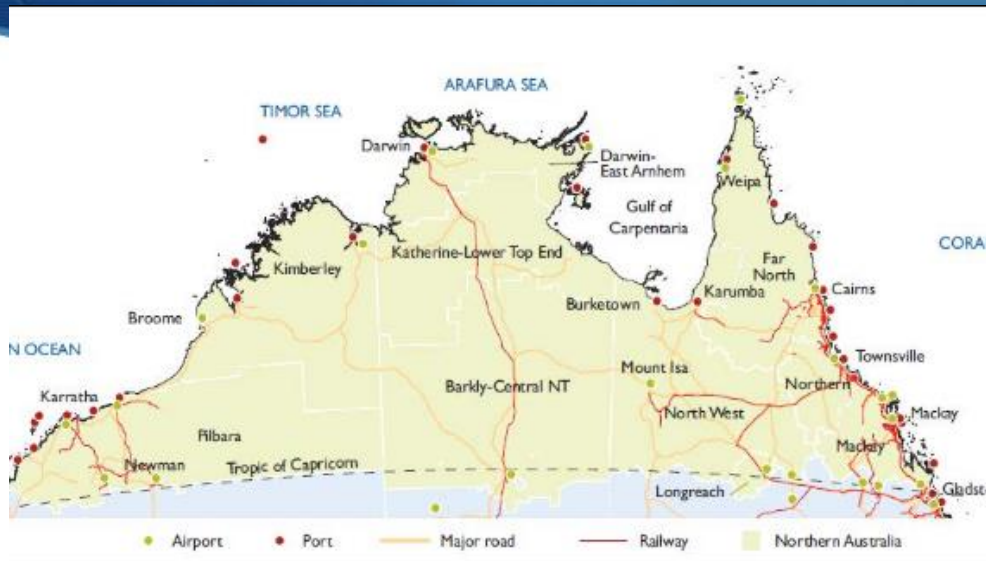 ARAFURA SEA
TIMOR SEA
Darwin
Darwin-
East Arnhem
Weipa
Gulf of
Carpentaria
CORA
Kimberley
Katherine-Lower Top End
Far
North
Broome
Burketown
Karumba
Cairns
N OCEAN
Townsville
Mount Isa
Karratha
Barkly-Central NT
Northern
North West
Mackay
Pilbara
Mackay
Newman
Tropic of Capricorn
Longreach
Gladst
Airport
Port
Major road
Railway
Northern Australia